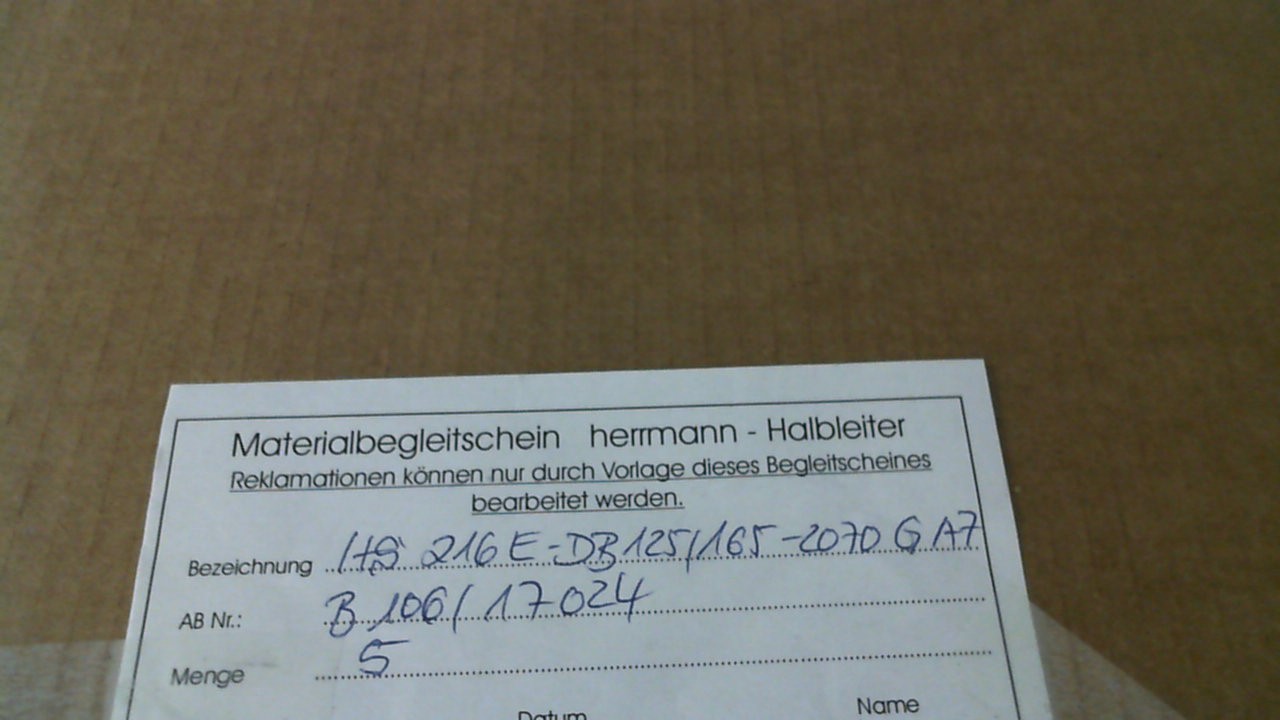 Materialbegleitschein herrmann - Halbleiter
Reklamationen können nur durch Vorlage dieses Begleitscheines
bearbeitet werden.
Bezeichnung HS 216 E-DB 125/165-2070 G A7
AB Nr.: B 106/17024
Menge 5
Datum Name